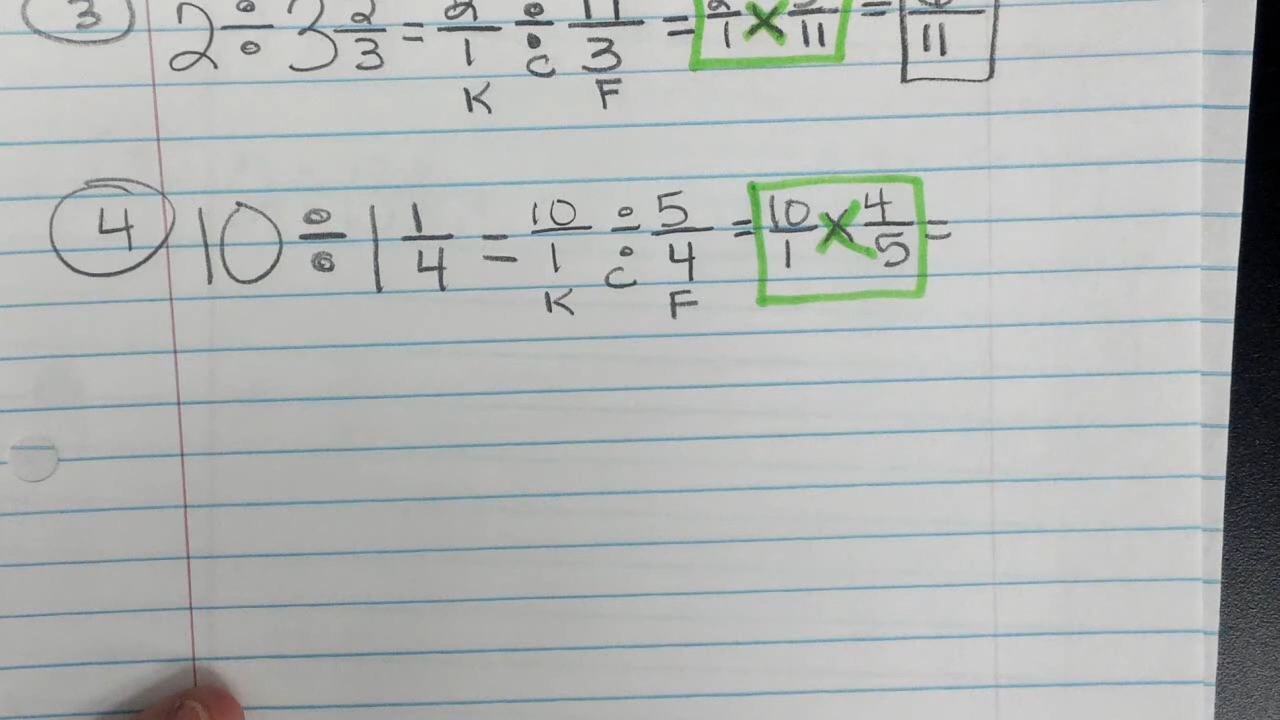 3 2 ÷ 3 2/3 = 2/1 ÷ 11/3 = 2/1 × 3/11 = 6/11
K C F
4 10 ÷ 1 1/4 = 10/1 ÷ 5/4 = 10/1 × 4/5 =
K C F